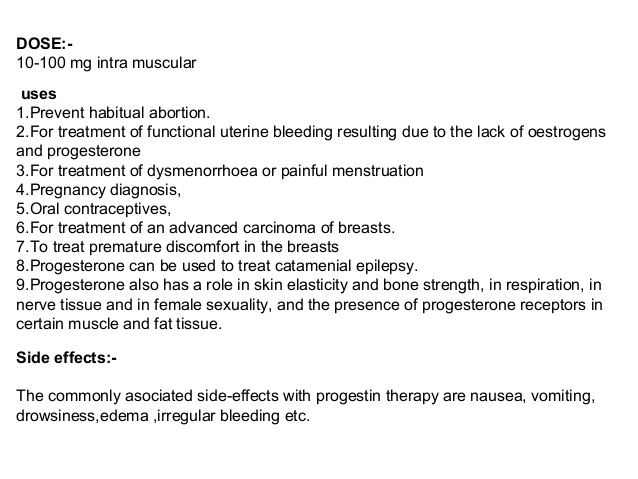 DOSE:-
10-100 mg intra muscular
uses
1.Prevent habitual abortion.
2.For treatment of functional uterine bleeding resulting due to the lack of oestrogens
and progesterone
3.For treatment of dysmenorrhoea or painful menstruation
4.Pregnancy diagnosis,
5.Oral contraceptives,
6.For treatment of an advanced carcinoma of breasts.
7.To treat premature discomfort in the breasts
8.Progesterone can be used to treat catamenial epilepsy.
9.Progesterone also has a role in skin elasticity and bone strength, in respiration, in
nerve tissue and in female sexuality, and the presence of progesterone receptors in
certain muscle and fat tissue.
Side effects:-
The commonly asociated side-effects with progestin therapy are nausea, vomiting,
drowsiness,edema ,irregular bleeding etc.